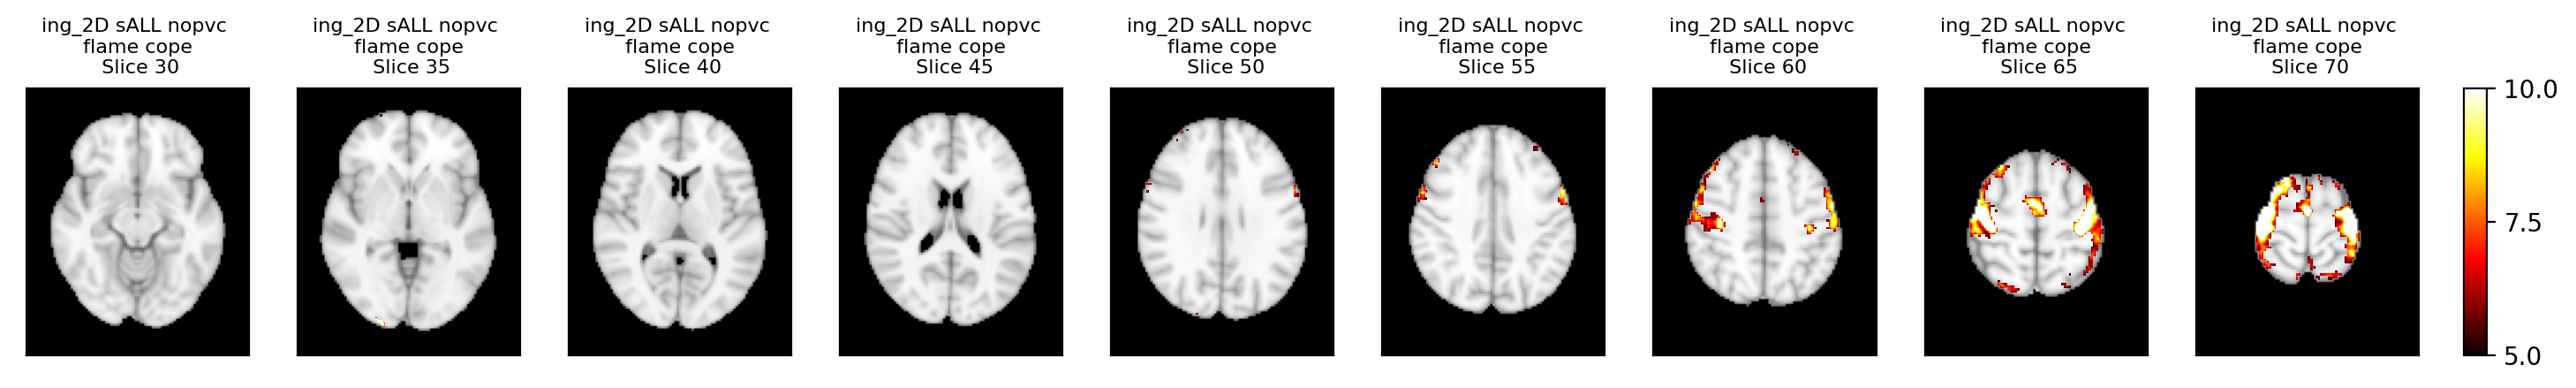 ing_2D sALL nopvc
flame cope
Slice 30
ing_2D sALL nopvc
flame cope
Slice 35
ing_2D sALL nopvc
flame cope
Slice 40
ing_2D sALL nopvc
flame cope
Slice 45
ing_2D sALL nopvc
flame cope
Slice 50
ing_2D sALL nopvc
flame cope
Slice 55
ing_2D sALL nopvc
flame cope
Slice 60
ing_2D sALL nopvc
flame cope
Slice 65
ing_2D sALL nopvc
flame cope
Slice 70
10.0
7.5
5.0